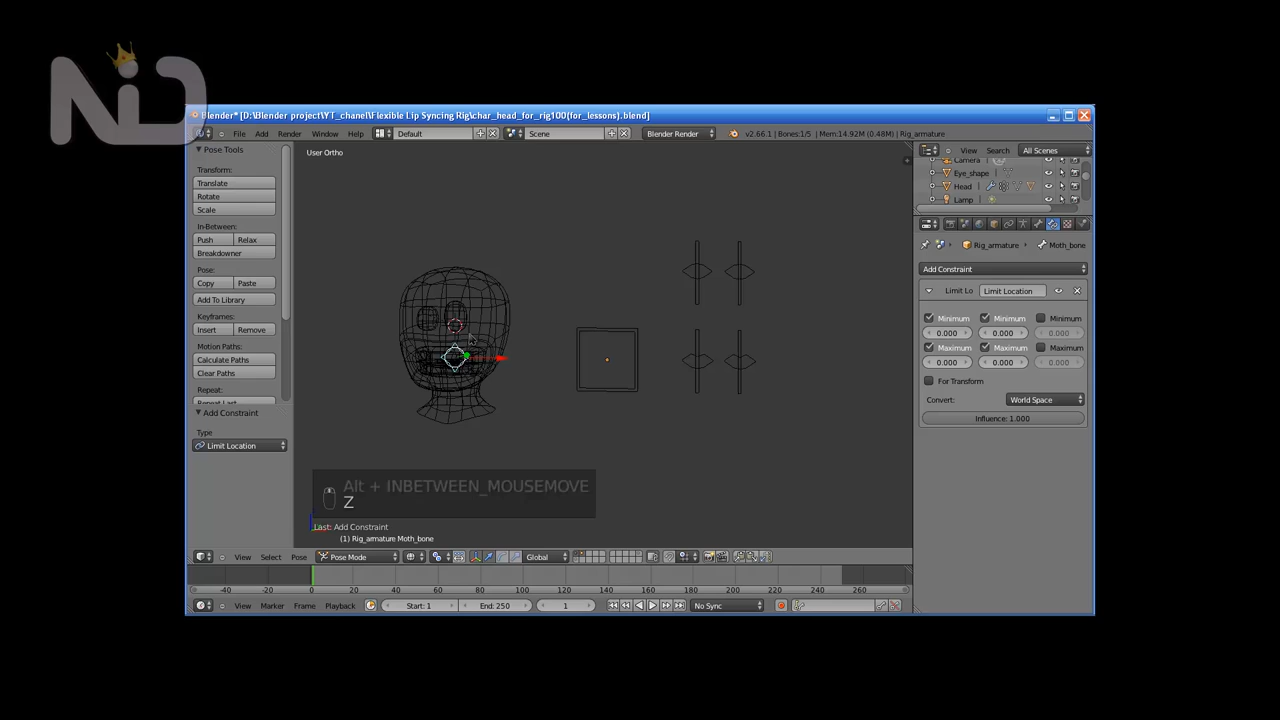 NiD
Blender* [D:\Blender project\YT_chanel\Flexible Lip Syncing Rig\char_head_for_rig100(for_lessons).blend]
File Add Render Window Help Default Scene Blender Render v2.66.1 | Bones:1/5 | Mem:14.92M (0.48M) | Rig_armature
Pose Tools
Transform:
Translate
Rotate
Scale
In-Between:
Push Relax
Breakdowner
Pose:
Copy Paste
Add To Library
Keyframes:
Insert Remove
Motion Paths:
Calculate Paths
Clear Paths
Repeat:
Repeat Last
Add Constraint
Type
Limit Location
User Ortho
Alt + INBETWEEN_MOUSEMOVE
Z
Last: Add Constraint
(1) Rig_armature Moth_bone
View Search All Scenes
Camera
Eye_shape
Head
Lamp
Rig_armature Moth_bone
Add Constraint
Limit Lo Limit Location
Minimum Minimum Minimum
0.000 0.000 0.000
Maximum Maximum Maximum
0.000 0.000 0.000
For Transform
Convert: World Space
Influence: 1.000
View Select Pose Pose Mode Global
-40 -20 0 20 40 60 80 100 120 140 160 180 200 220 240 260
View Marker Frame Playback Start: 1 End: 250 1 No Sync